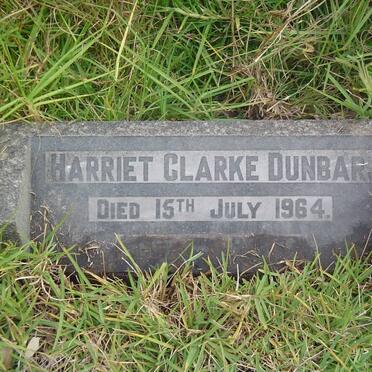 HARRIET CLARKE DUNBAR
DIED 15TH JULY 1964.